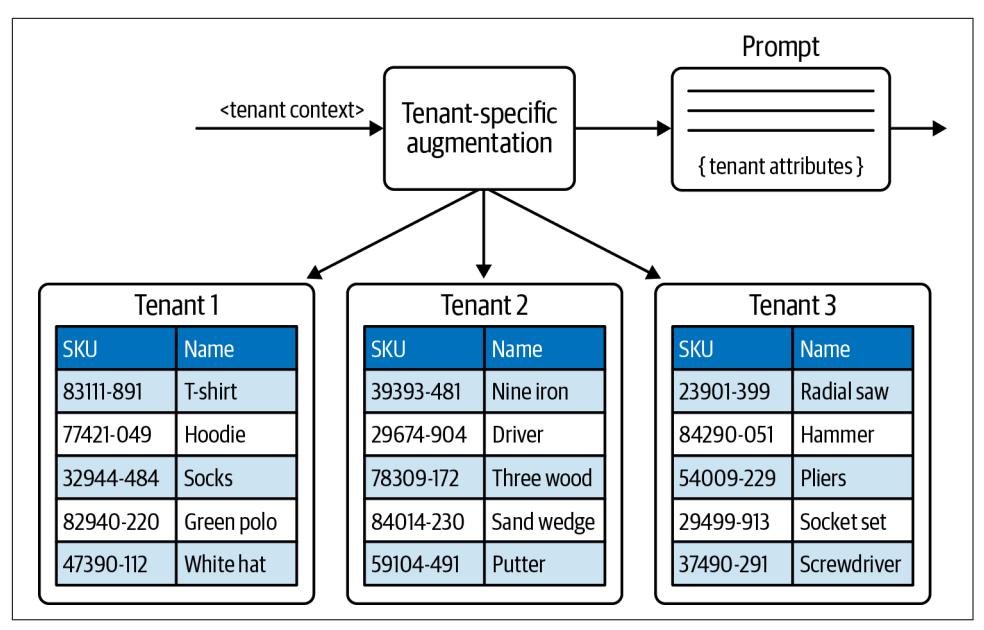 Prompt
<tenant context>
Tenant-specific
augmentation
{ tenant attributes }
Tenant 1
SKU Name
83111-891 T-shirt
77421-049 Hoodie
32944-484 Socks
82940-220 Green polo
47390-112 White hat
Tenant 2
SKU Name
39393-481 Nine iron
29674-904 Driver
78309-172 Three wood
84014-230 Sand wedge
59104-491 Putter
Tenant 3
SKU Name
23901-399 Radial saw
84290-051 Hammer
54009-229 Pliers
29499-913 Socket set
37490-291 Screwdriver